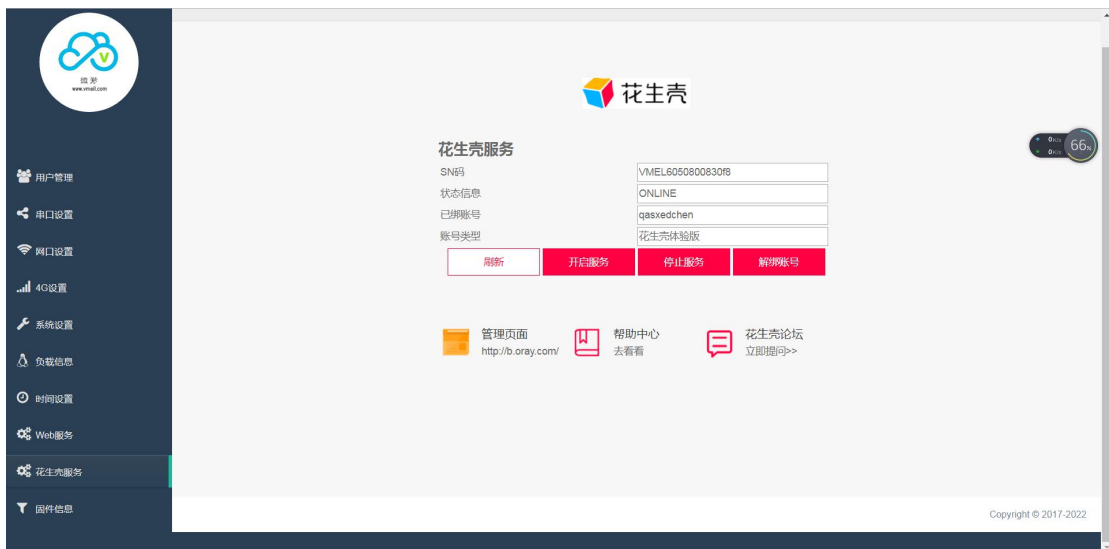 www.vmail.com
用户管理
串口设置
网口设置
4G设置
系统设置
负载信息
时间设置
Web服务
花生壳服务
固件信息
花生壳
花生壳服务
SN码 VMEL6050800830f8
状态信息 ONLINE
已绑账号 qasxedchen
账号类型 花生壳体验版
刷新 开启服务 停止服务 解绑账号
管理页面 帮助中心 花生壳论坛
http://b.oray.com/ 去看看 立即提问>>
66%
Copyright © 2017-2022